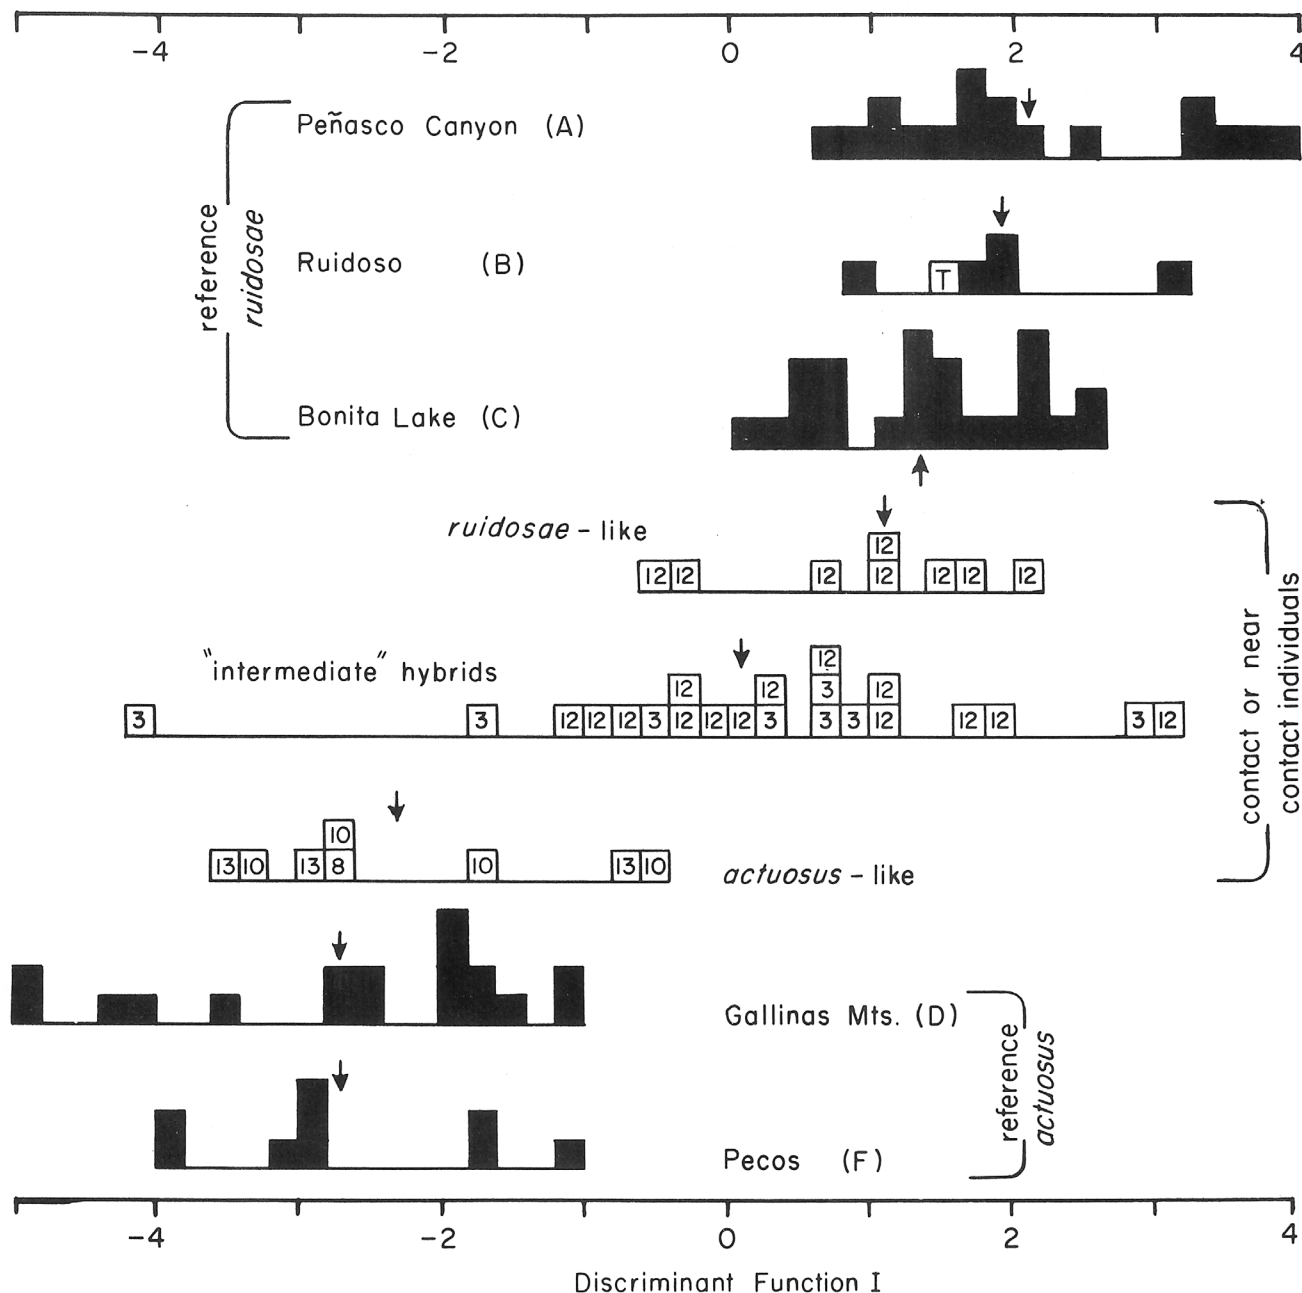 -4 -2 0 2 4
Peñasco Canyon (A)
Ruidoso (B)
T
Bonita Lake (C)
reference
ruidosae
ruidosae - like
12
12 12 12 12 12 12 12
"intermediate" hybrids
12
12 12 3 12
3 3 12 12 12 3 12 12 12 3 3 3 12 12 12 3 12
contact or near
contact individuals
10
13 10 13 8 10 13 10
actuosus - like
Gallinas Mts. (D)
Pecos (F)
reference
actuosus
-4 -2 0 2 4
Discriminant Function I